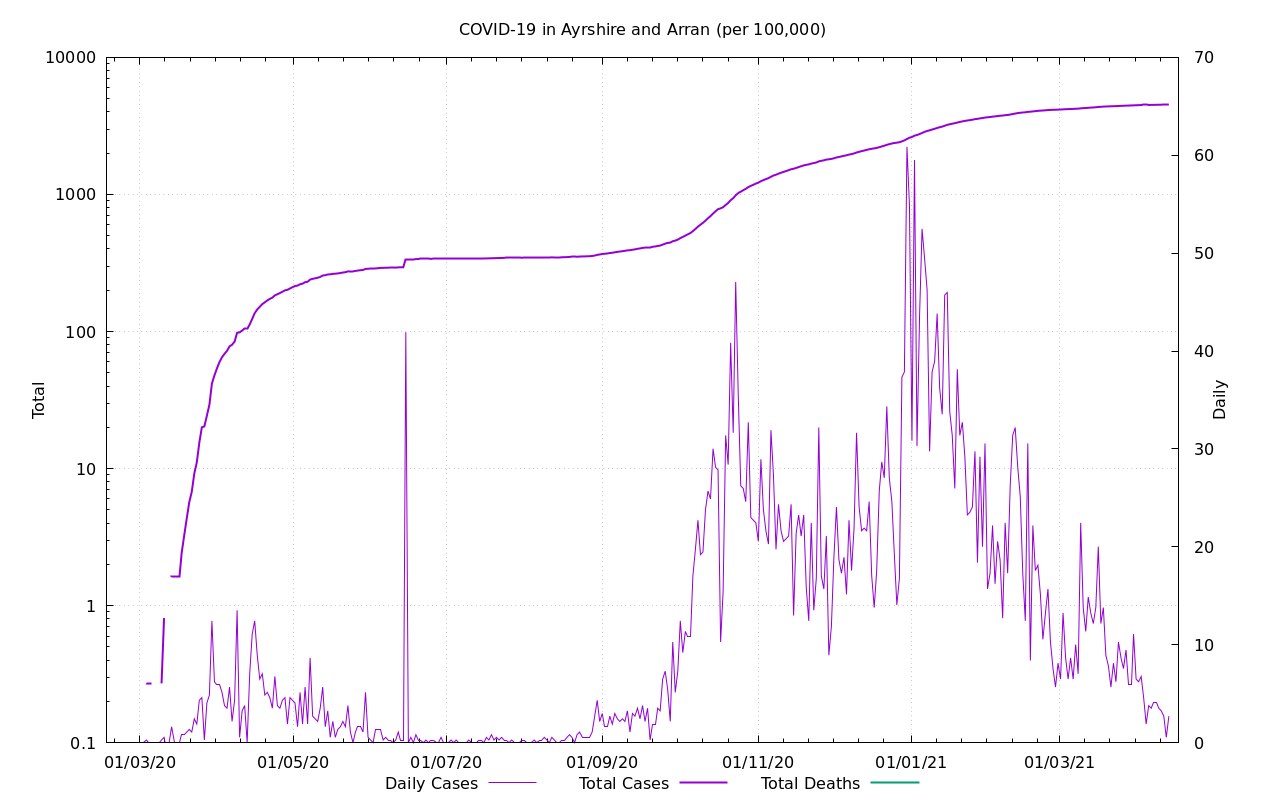 COVID-19 in Ayrshire and Arran (per 100,000)
10000
1000
100
10
1
0.1
Total
70
60
50
40
30
20
10
0
Daily
01/03/20 01/05/20 01/07/20 01/09/20 01/11/20 01/01/21 01/03/21
Daily Cases Total Cases Total Deaths